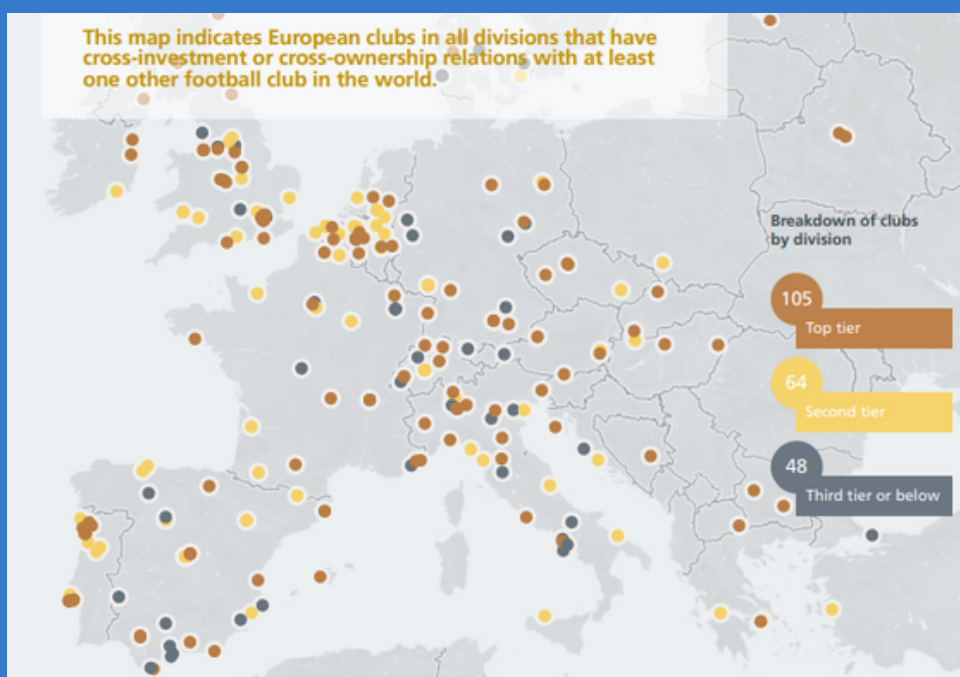 This map indicates European clubs in all divisions that have
cross-investment or cross-ownership relations with at least
one other football club in the world.
Breakdown of clubs
by division
105
Top tier
64
Second tier
48
Third tier or below